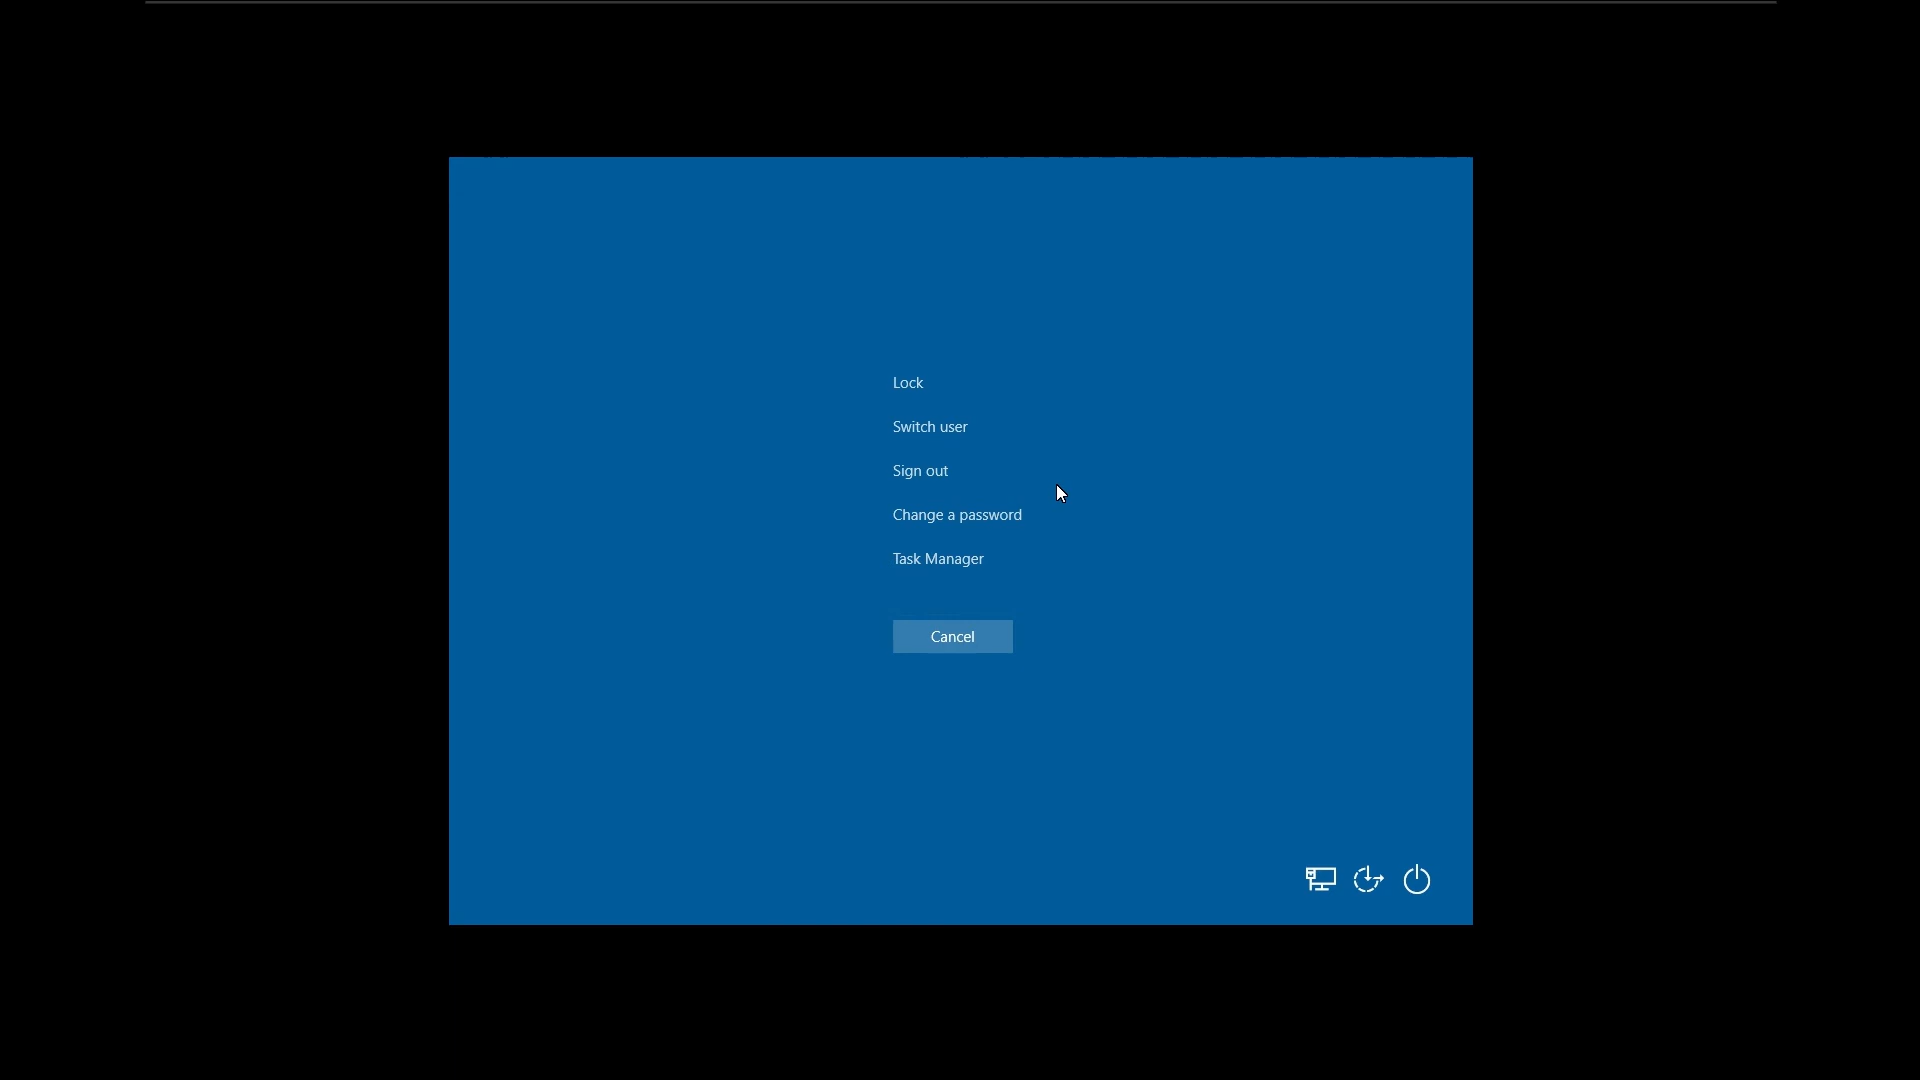 Lock
Switch user
Sign out
Change a password
Task Manager
Cancel